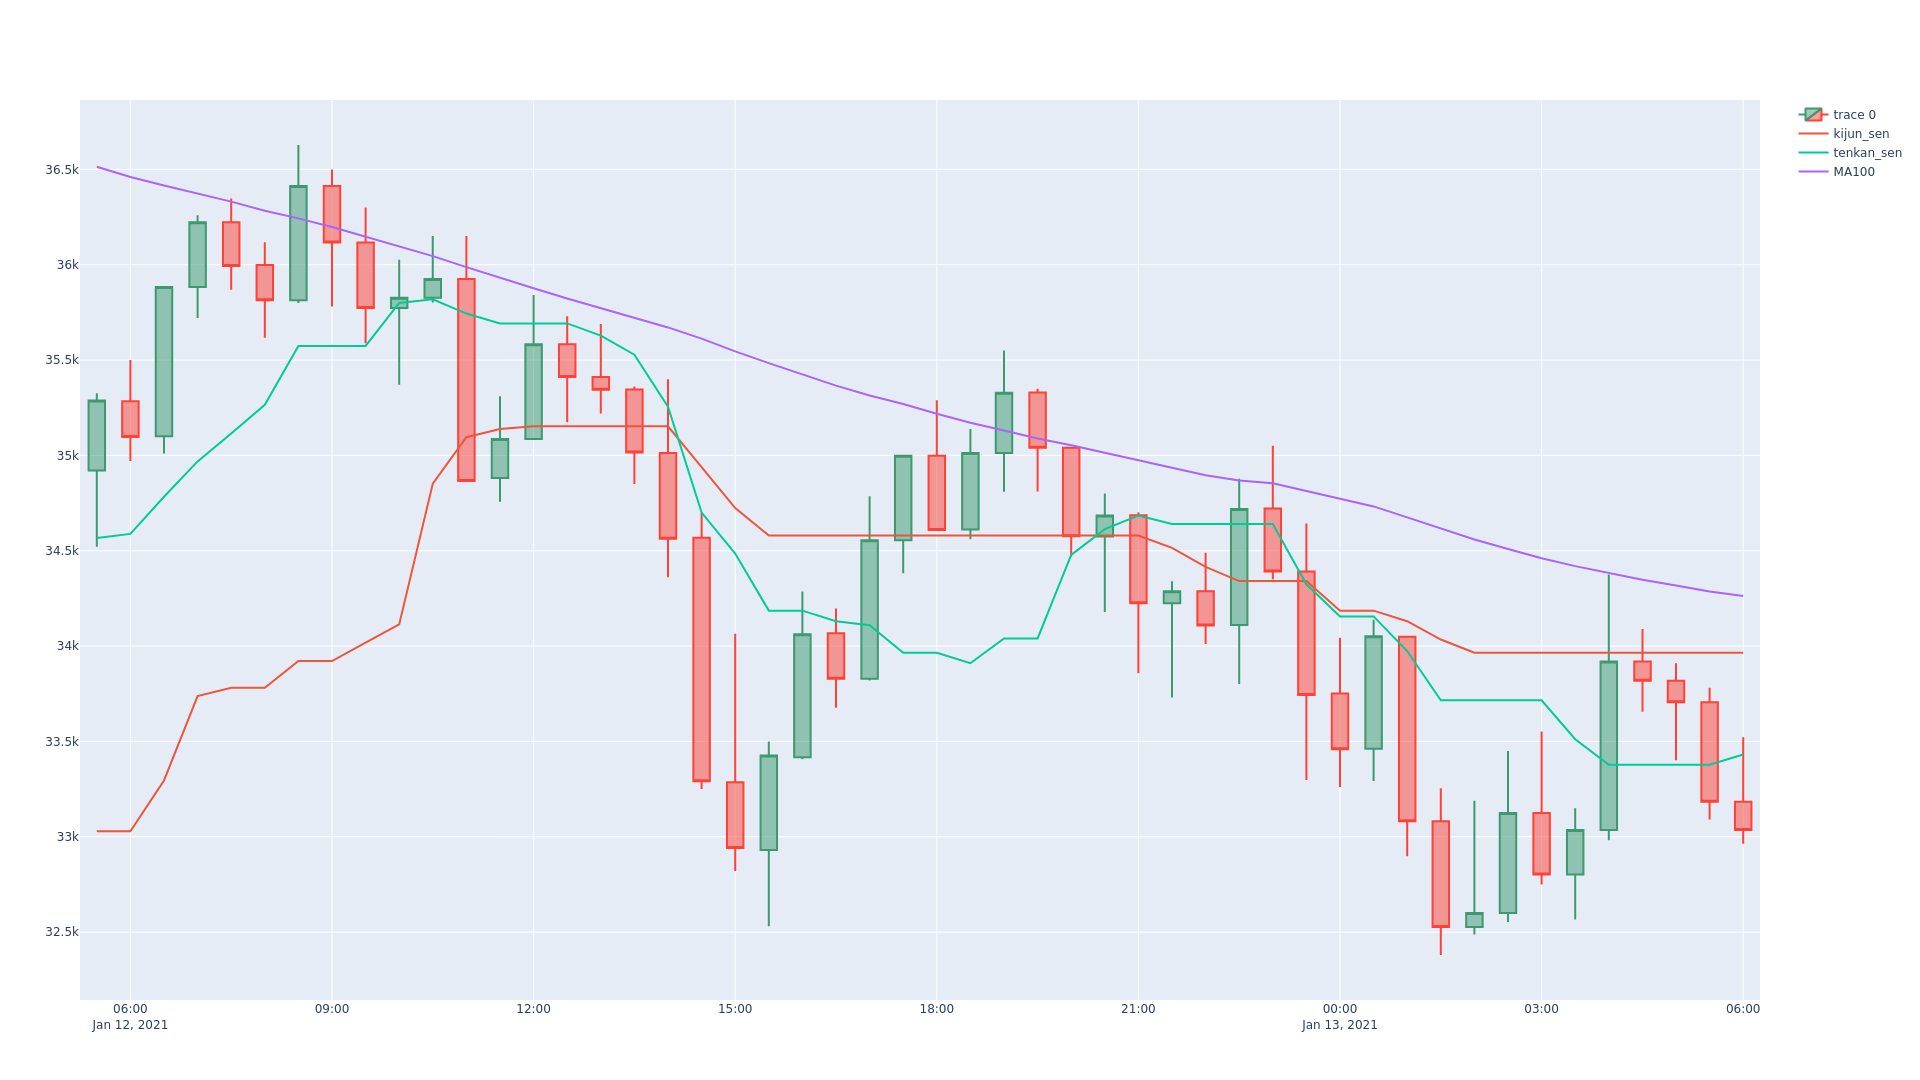 trace 0
kijun_sen
tenkan_sen
MA100
36.5k
36k
35.5k
35k
34.5k
34k
33.5k
33k
32.5k
06:00 09:00 12:00 15:00 18:00 21:00 00:00 03:00 06:00
Jan 12, 2021 Jan 13, 2021